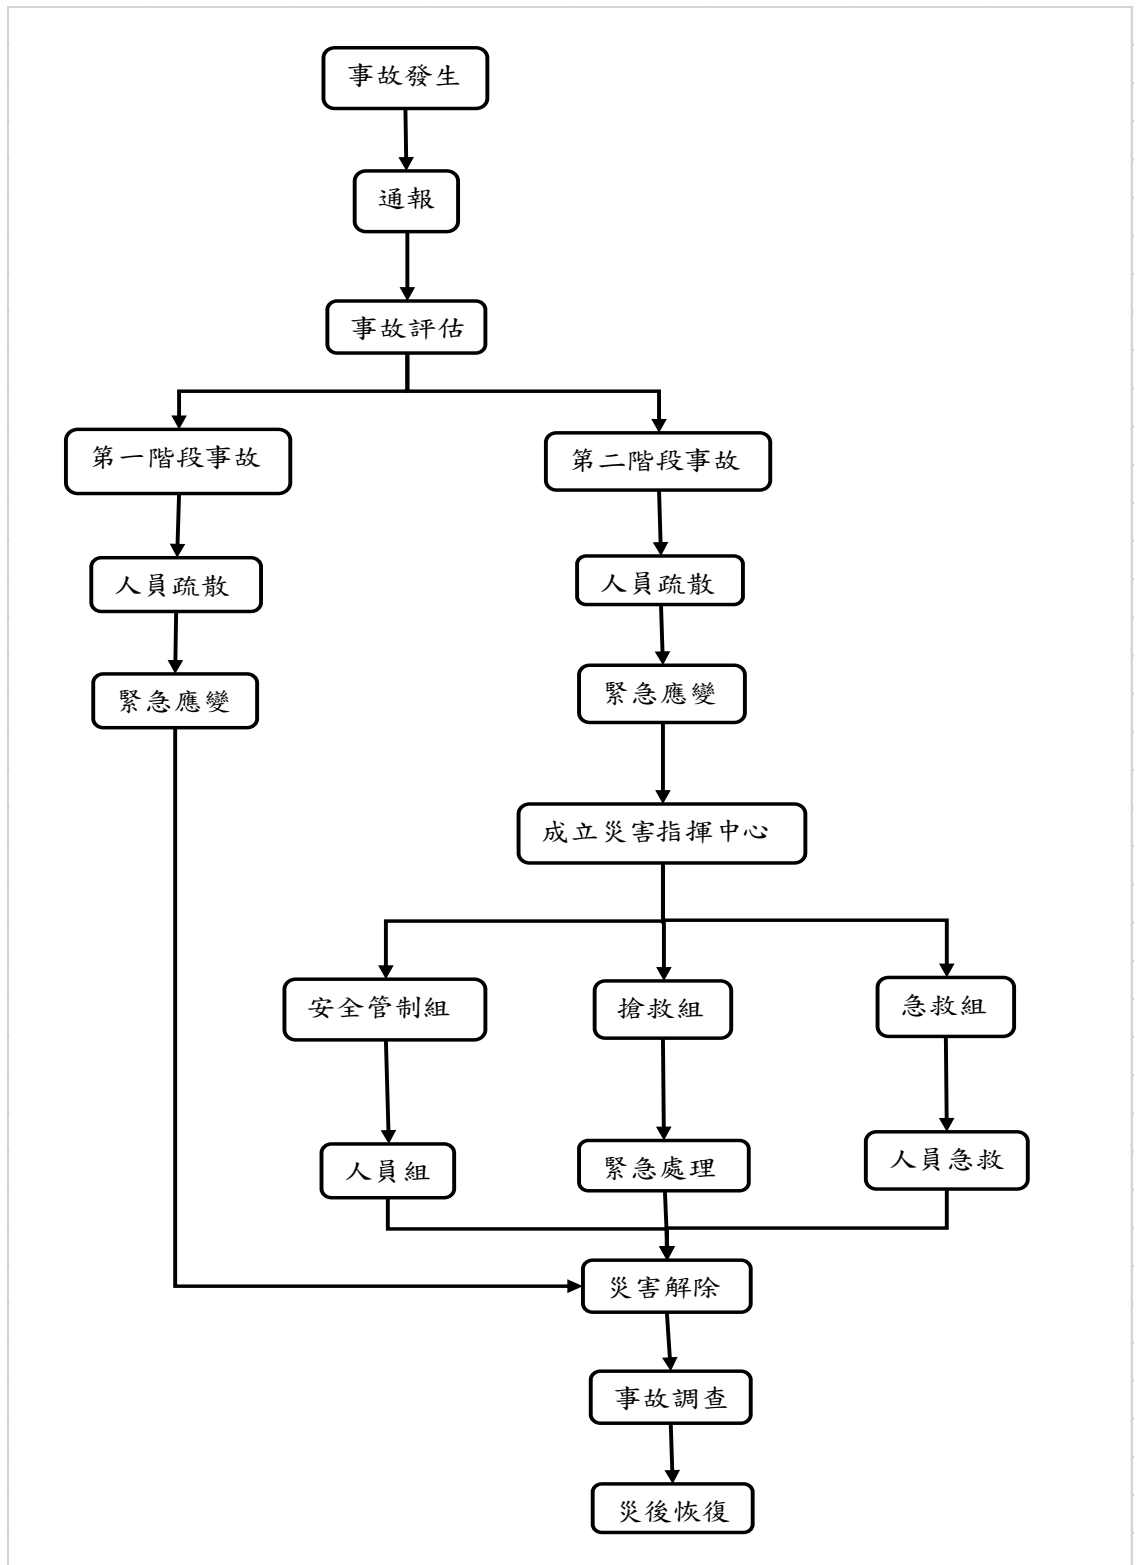 事故發生
通報
事故評估
第一階段事故
第二階段事故
人員疏散
人員疏散
緊急應變
緊急應變
成立災害指揮中心
安全管制組
搶救組
急救組
人員組
緊急處理
人員急救
災害解除
事故調查
災後恢復